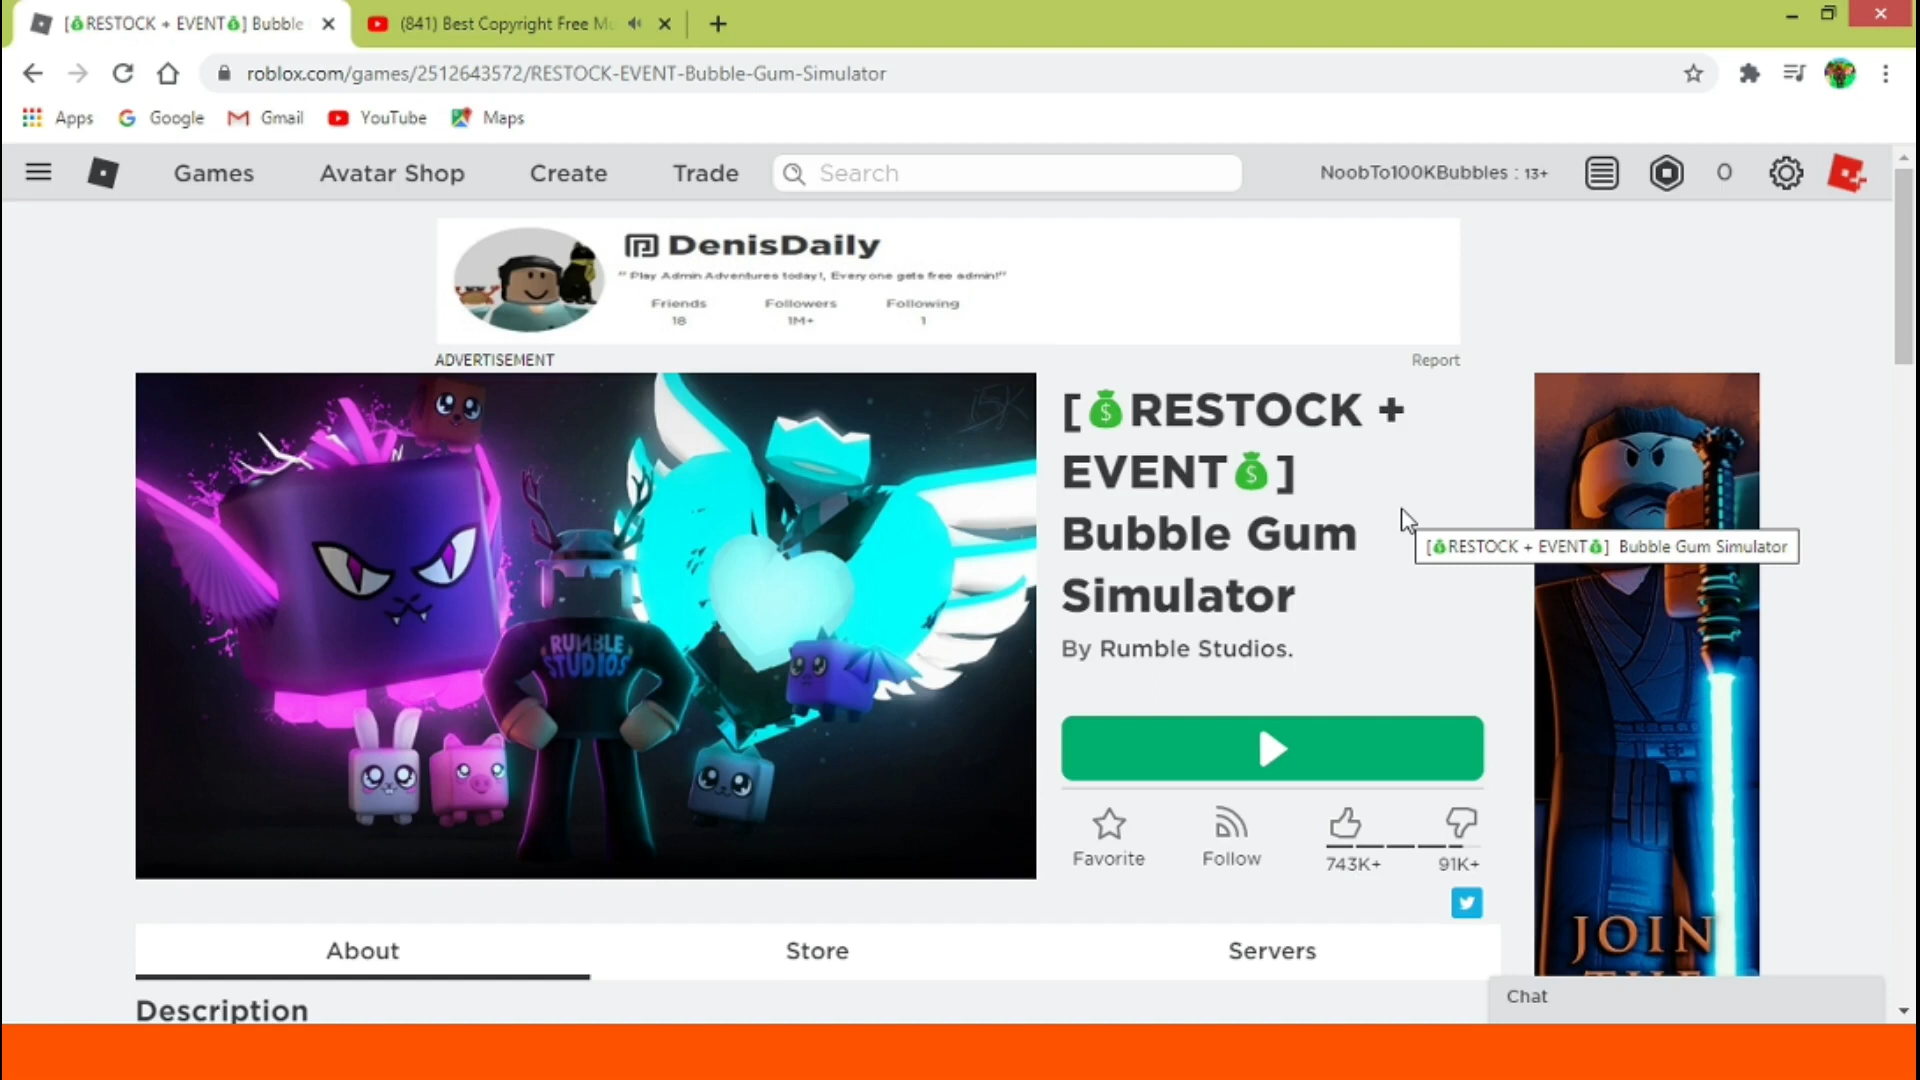 [💰RESTOCK + EVENT💰] Bubble
(841) Best Copyright Free Mu
roblox.com/games/2512643572/RESTOCK-EVENT-Bubble-Gum-Simulator
Apps Google Gmail YouTube Maps
Games Avatar Shop Create Trade Search NoobTo100KBubbles : 13+ 0
DenisDaily
" Play Admin Adventures today!, Everyone gets free admin!"
Friends Followers Following
18 1M+ 1
ADVERTISEMENT Report
15K
RUMBLE
STUDIOS
[💰RESTOCK +
EVENT💰]
Bubble Gum
Simulator
[💰RESTOCK + EVENT💰] Bubble Gum Simulator
By Rumble Studios.
Favorite Follow 743K+ 91K+
JOIN
THE
About Store Servers
Chat
Description